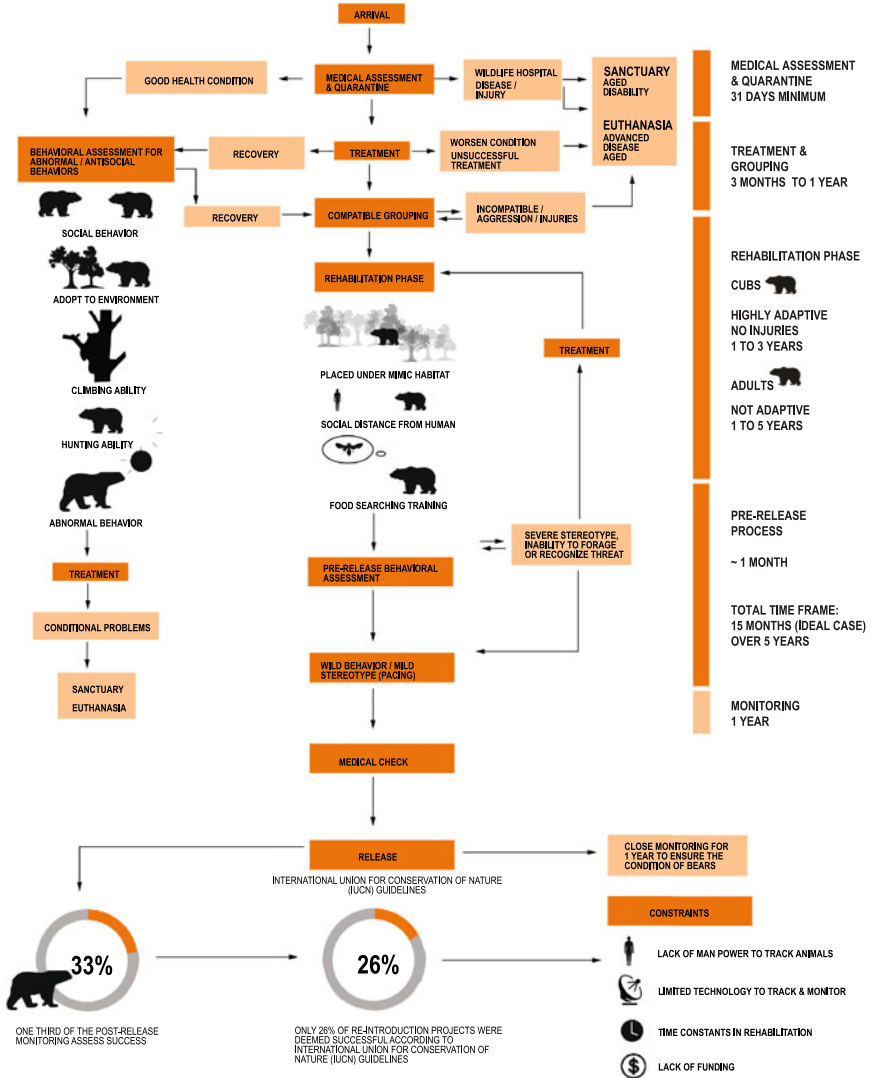 ARRIVAL
GOOD HEALTH CONDITION
MEDICAL ASSESSMENT
& QUARANTINE
WILDLIFE HOSPITAL
DISEASE /
INJURY
SANCTUARY
AGED
DISABILITY
EUTHANASIA
ADVANCED
DISEASE
AGED
BEHAVIORAL ASSESSMENT FOR
ABNORMAL / ANTISOCIAL
BEHAVIORS
RECOVERY
TREATMENT
WORSEN CONDITION
UNSUCCESSFUL
TREATMENT
RECOVERY
COMPATIBLE GROUPING
INCOMPATIBLE /
AGGRESSION / INJURIES
SOCIAL BEHAVIOR
ADOPT TO ENVIRONMENT
CLIMBING ABILITY
HUNTING ABILITY
ABNORMAL BEHAVIOR
TREATMENT
CONDITIONAL PROBLEMS
SANCTUARY
EUTHANASIA
REHABILITATION PHASE
PLACED UNDER MIMIC HABITAT
SOCIAL DISTANCE FROM HUMAN
FOOD SEARCHING TRAINING
TREATMENT
PRE-RELEASE BEHAVIORAL
ASSESSMENT
SEVERE STEREOTYPE,
INABILITY TO FORAGE
OR RECOGNIZE THREAT
WILD BEHAVIOR / MILD
STEREOTYPE (PACING)
MEDICAL CHECK
RELEASE
INTERNATIONAL UNION FOR CONSERVATION OF NATURE
(IUCN) GUIDELINES
CLOSE MONITORING FOR
1 YEAR TO ENSURE THE
CONDITION OF BEARS
MEDICAL ASSESSMENT
& QUARANTINE
31 DAYS MINIMUM
TREATMENT &
GROUPING
3 MONTHS TO 1 YEAR
REHABILITATION PHASE
CUBS
HIGHLY ADAPTIVE
NO INJURIES
1 TO 3 YEARS
ADULTS
NOT ADAPTIVE
1 TO 5 YEARS
PRE-RELEASE
PROCESS
~ 1 MONTH
TOTAL TIME FRAME:
15 MONTHS (IDEAL CASE)
OVER 5 YEARS
MONITORING
1 YEAR
33%
ONE THIRD OF THE POST-RELEASE
MONITORING ASSESS SUCCESS
26%
ONLY 26% OF RE-INTRODUCTION PROJECTS WERE
DEEMED SUCCESSFUL ACCORDING TO
INTERNATIONAL UNION FOR CONSERVATION OF
NATURE (IUCN) GUIDELINES
CONSTRAINTS
LACK OF MAN POWER TO TRACK ANIMALS
LIMITED TECHNOLOGY TO TRACK & MONITOR
TIME CONSTANTS IN REHABILITATION
$
LACK OF FUNDING